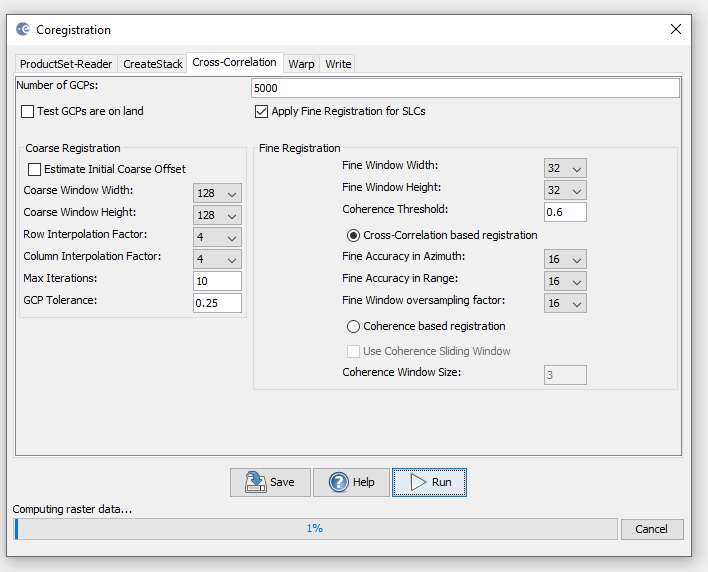 Coregistration
ProductSet-Reader CreateStack Cross-Correlation Warp Write
Number of GCPs: 5000
Test GCPs are on land Apply Fine Registration for SLCs
Coarse Registration
Estimate Initial Coarse Offset
Coarse Window Width: 128
Coarse Window Height: 128
Row Interpolation Factor: 4
Column Interpolation Factor: 4
Max Iterations: 10
GCP Tolerance: 0.25
Fine Registration
Fine Window Width: 32
Fine Window Height: 32
Coherence Threshold: 0.6
Cross-Correlation based registration
Fine Accuracy in Azimuth: 16
Fine Accuracy in Range: 16
Fine Window oversampling factor: 16
Coherence based registration
Use Coherence Sliding Window
Coherence Window Size: 3
Save Help Run
Computing raster data...
1% Cancel